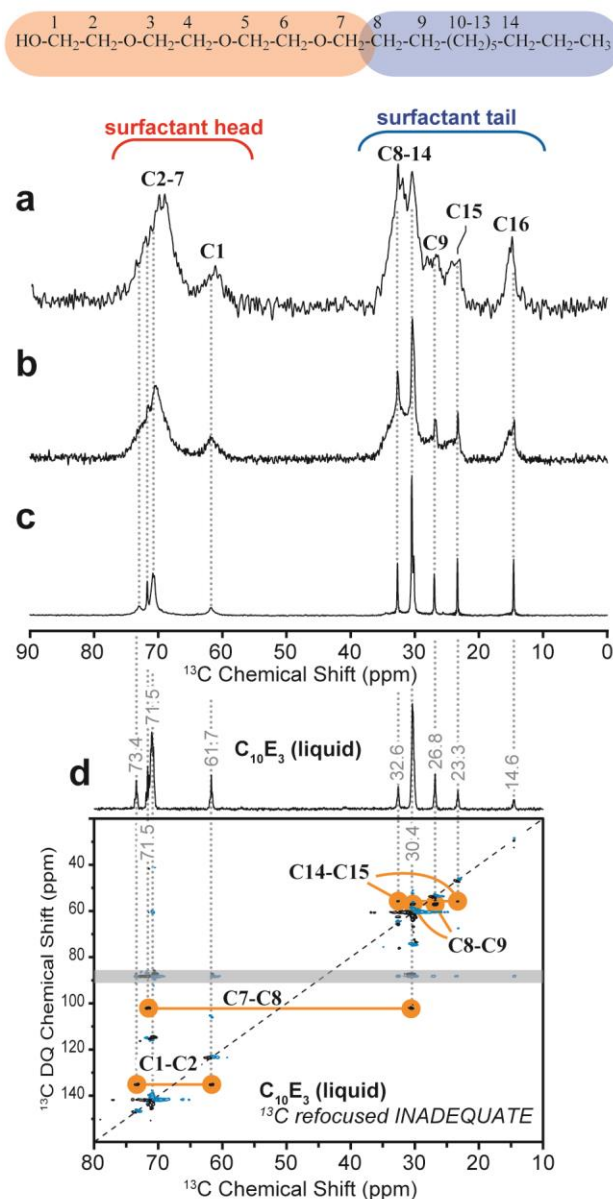 1 2 3 4 5 6 7 8 9 10-13 14
HO-CH2-CH2-O-CH2-CH2-O-CH2-CH2-O-CH2-CH2-CH2-(CH2)5-CH2-CH2-CH3
surfactant head
surfactant tail
a
C2-7
C1
C8-14
C9
C15
C16
b
c
90 80 70 60 50 40 30 20 10 0
13C Chemical Shift (ppm)
d
C10E3 (liquid)
73.4
71.5
71.5
61.7
32.6
30.4
26.8
23.3
14.6
13C DQ Chemical Shift (ppm)
40
60
80
100
120
140
C14-C15
C8-C9
C7-C8
C1-C2
C10E3 (liquid)
13C refocused INADEQUATE
80 70 60 50 40 30 20 10
13C Chemical Shift (ppm)